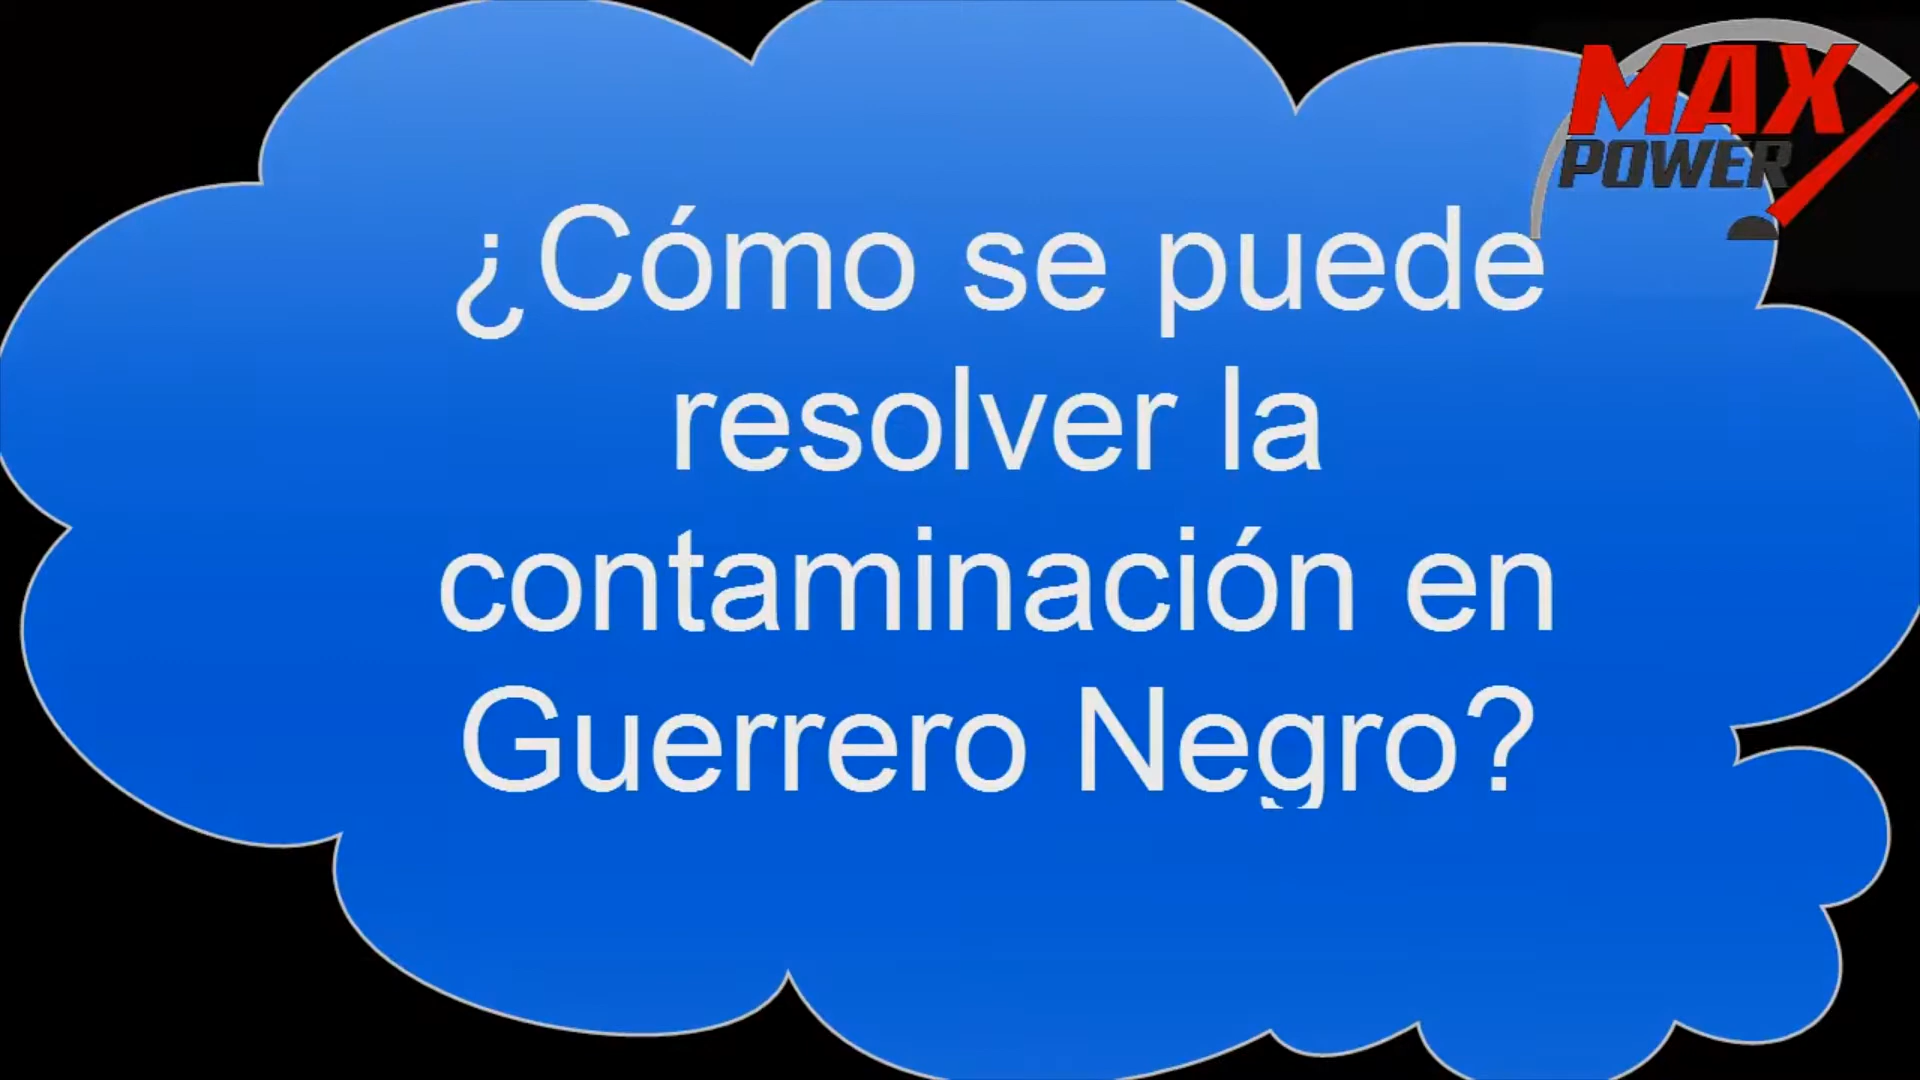 MAX
POWER
¿Cómo se puede
resolver la
contaminación en
Guerrero Negro?